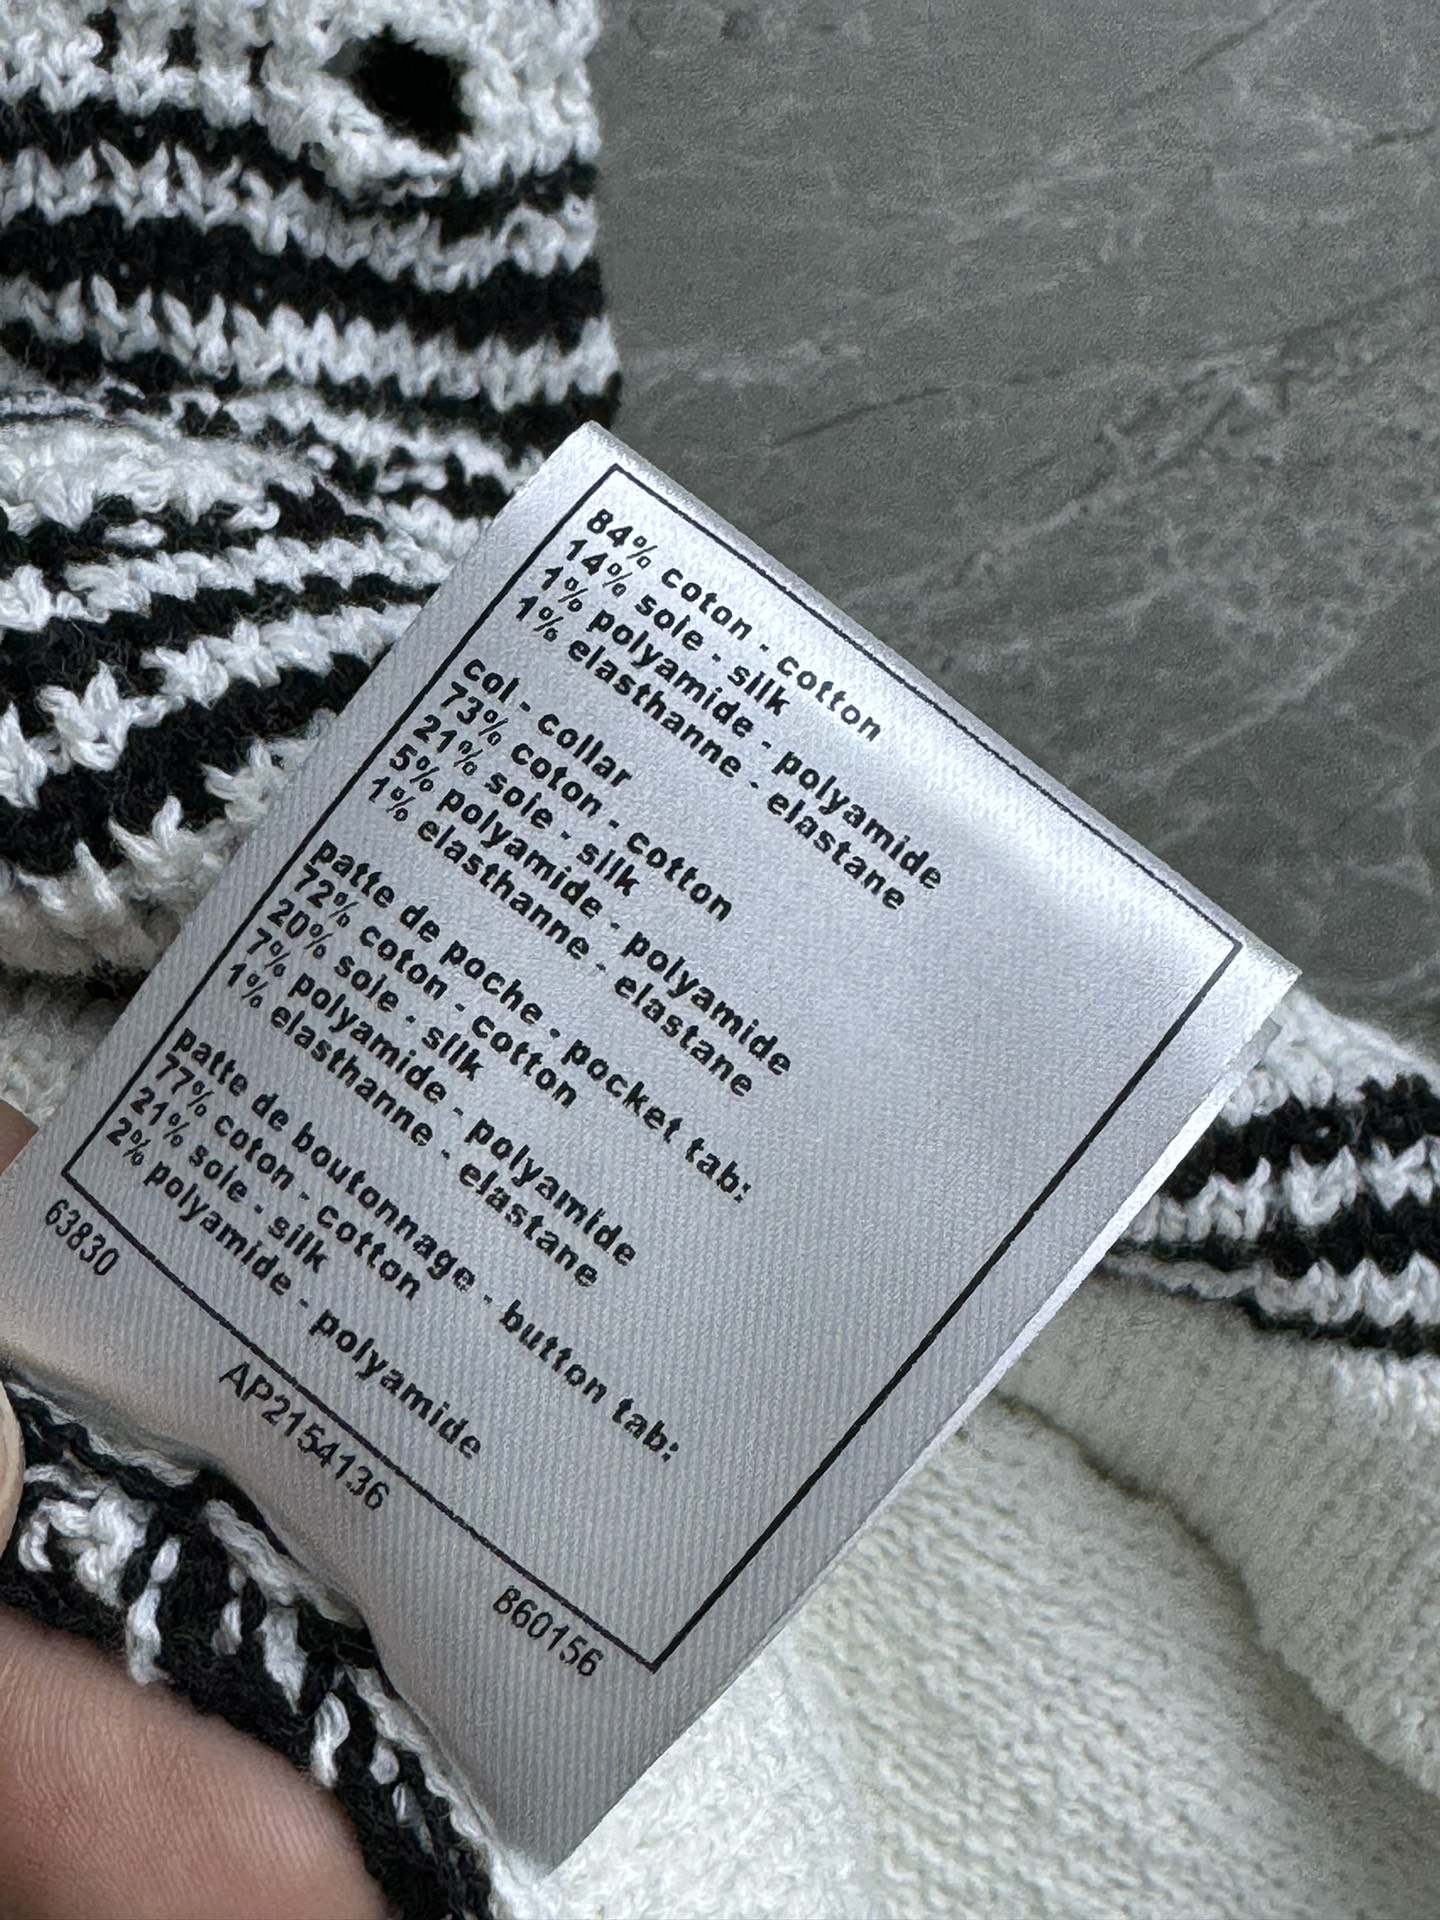 84% coton - cotton
14% soie - silk
1% polyamide - polyamide
1% elasthanne - elastane
col - collar
73% coton - cotton
21% soie - silk
5% polyamide - polyamide
1% elasthanne - elastane
patte de poche - pocket tab:
72% coton - cotton
20% soie - silk
7% polyamide - polyamide
1% elasthanne - elastane
patte de boutonnage - button tab:
77% coton - cotton
21% soie - silk
2% polyamide - polyamide
63830
AP2154136
B60156